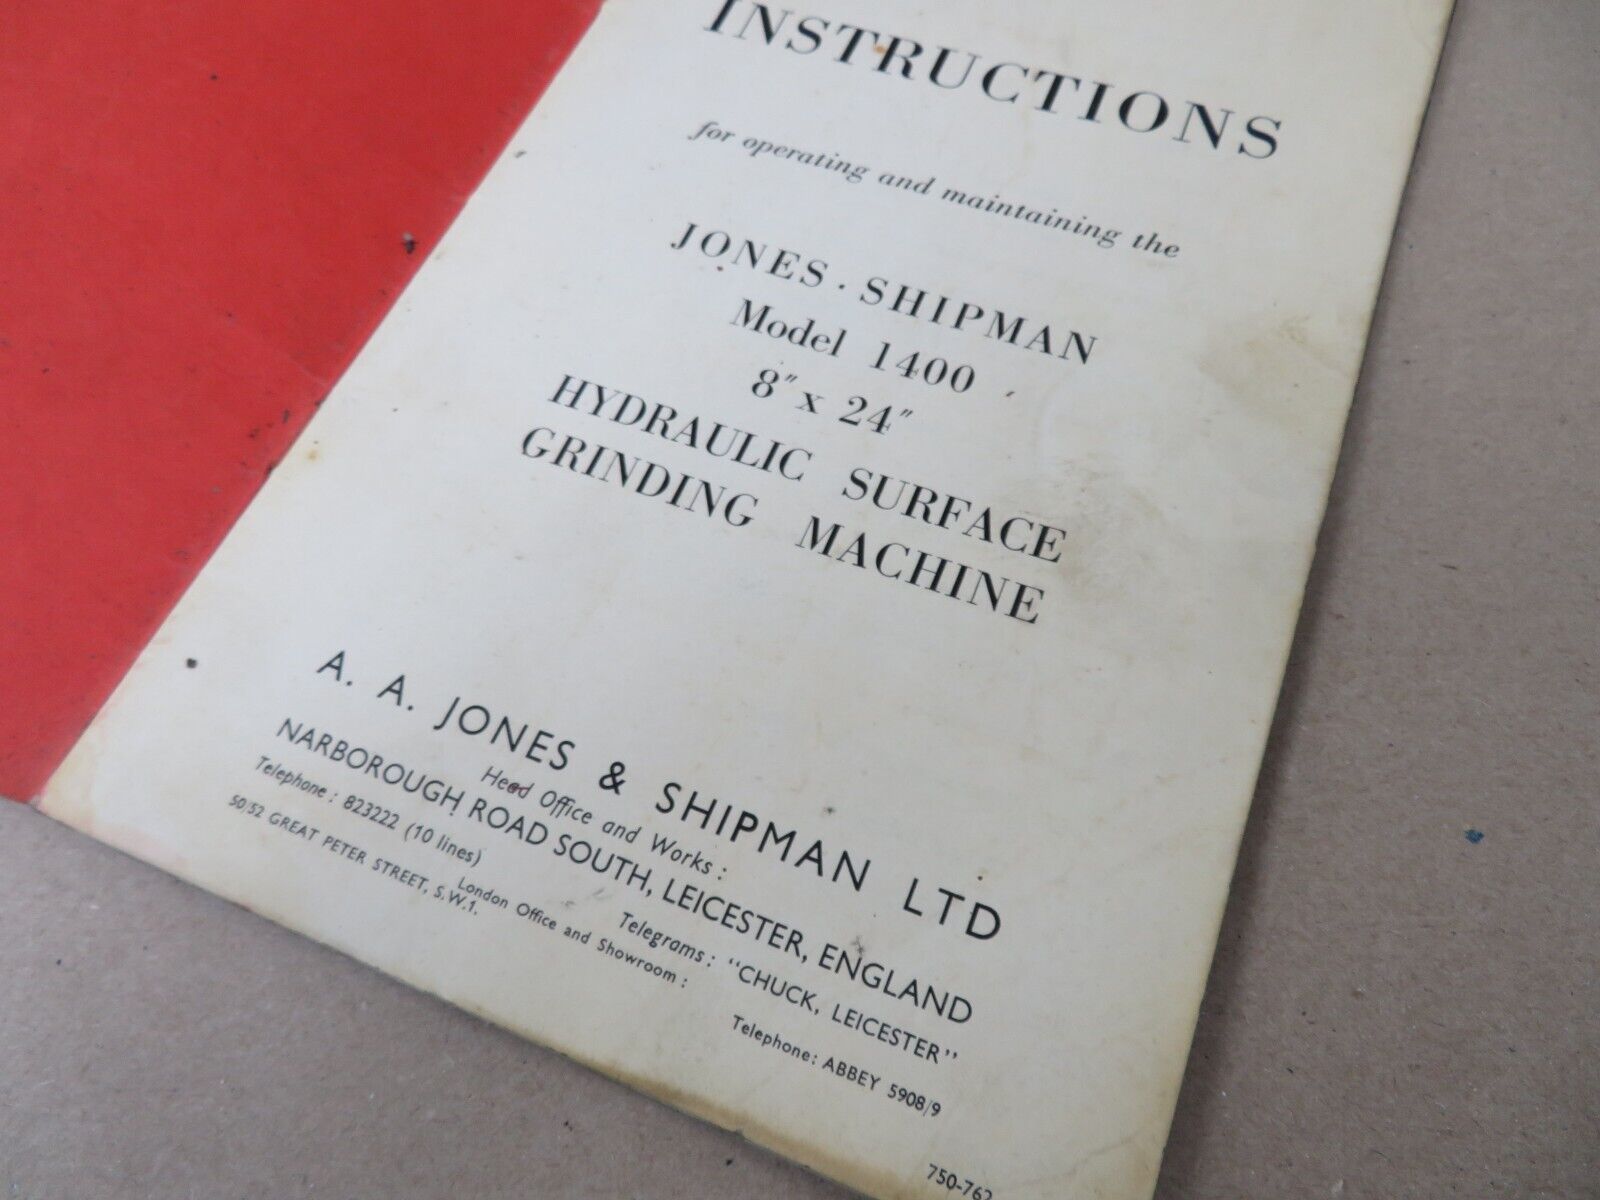 INSTRUCTIONS
for operating and maintaining the
JONES . SHIPMAN
Model 1400
8" x 24"
HYDRAULIC SURFACE
GRINDING MACHINE
A. A. JONES & SHIPMAN LTD
Head Office and Works :
NARBOROUGH ROAD SOUTH, LEICESTER, ENGLAND
Telephone : 823222 (10 lines) Telegrams : "CHUCK, LEICESTER"
London Office and Showroom :
50/52 GREAT PETER STREET, S.W.1. Telephone: ABBEY 5908/9
750-762